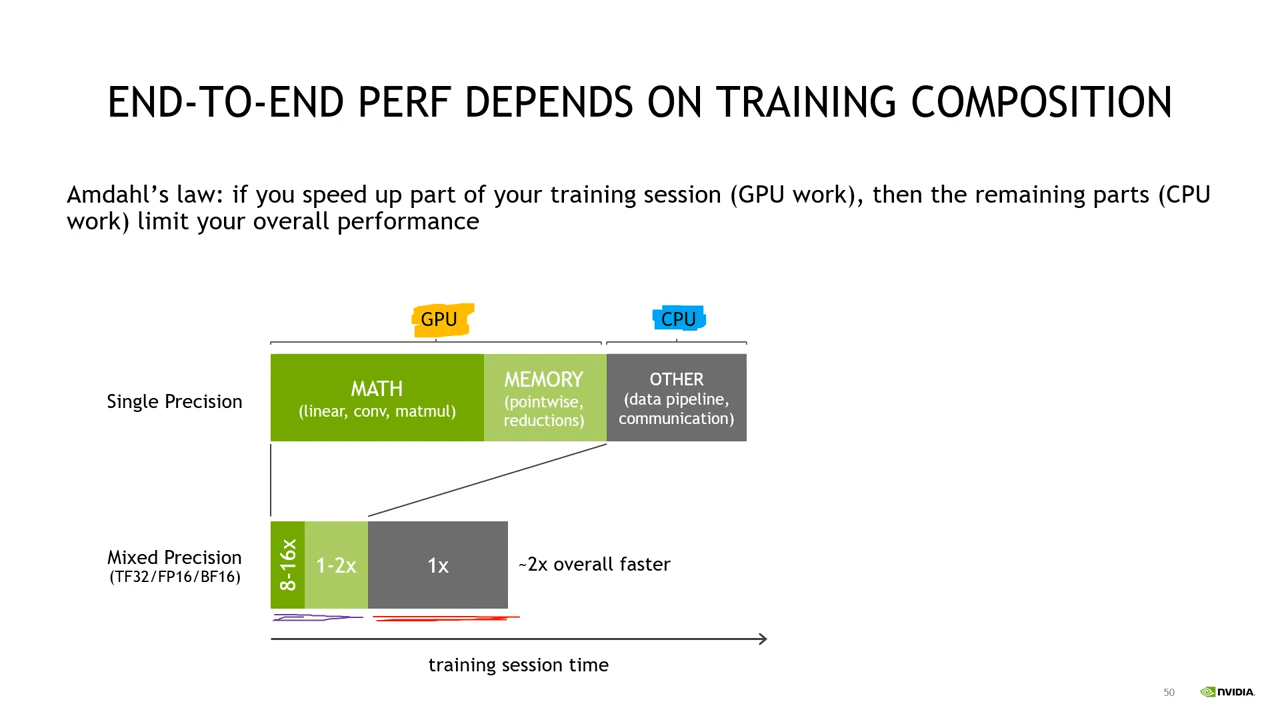 END-TO-END PERF DEPENDS ON TRAINING COMPOSITION
Amdahl’s law: if you speed up part of your training session (GPU work), then the remaining parts (CPU
work) limit your overall performance
GPU
CPU
Single Precision
MATH
(linear, conv, matmul)
MEMORY
(pointwise,
reductions)
OTHER
(data pipeline,
communication)
Mixed Precision
(TF32/FP16/BF16)
8-16x
1-2x
1x
~2x overall faster
training session time
50
NVIDIA.